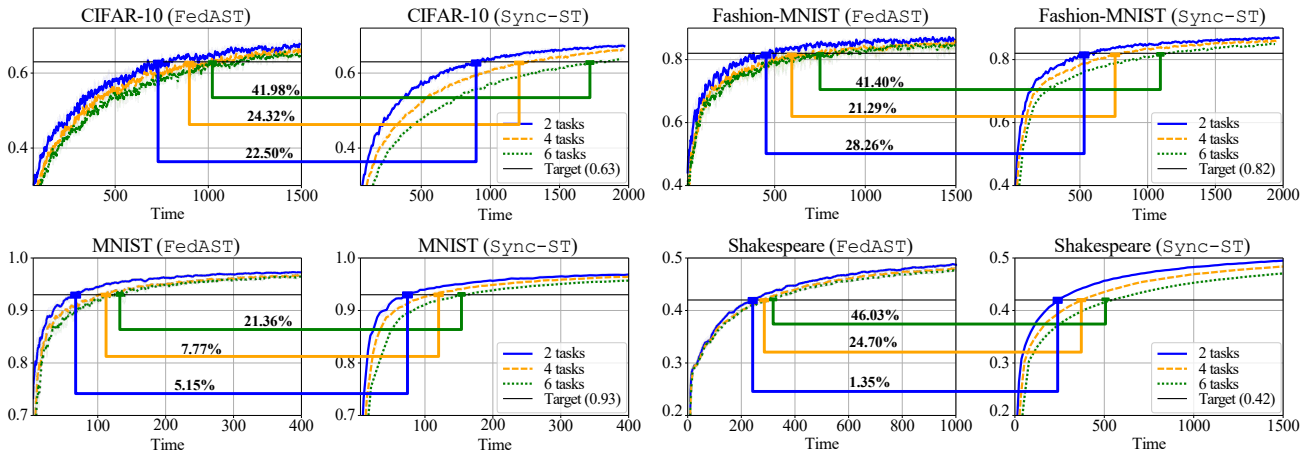 CIFAR-10 (FedAST)
0.6
0.4
500
1000
1500
Time
CIFAR-10 (Sync-ST)
0.6
0.4
500
1000
1500
2000
Time
2 tasks
4 tasks
6 tasks
Target (0.63)
41.98%
24.32%
22.50%
Fashion-MNIST (FedAST)
0.8
0.6
0.4
500
1000
1500
Time
Fashion-MNIST (Sync-ST)
0.8
0.6
0.4
0
500
1000
1500
2000
Time
2 tasks
4 tasks
6 tasks
Target (0.82)
41.40%
21.29%
28.26%
MNIST (FedAST)
1.0
0.9
0.8
0.7
100
200
300
400
Time
MNIST (Sync-ST)
1.0
0.9
0.8
0.7
100
200
300
400
Time
2 tasks
4 tasks
6 tasks
Target (0.93)
21.36%
7.77%
5.15%
Shakespeare (FedAST)
0.5
0.4
0.3
0.2
0
200
400
600
800
1000
Time
Shakespeare (Sync-ST)
0.5
0.4
0.3
0.2
0
500
1000
1500
Time
2 tasks
4 tasks
6 tasks
Target (0.42)
46.03%
24.70%
1.35%